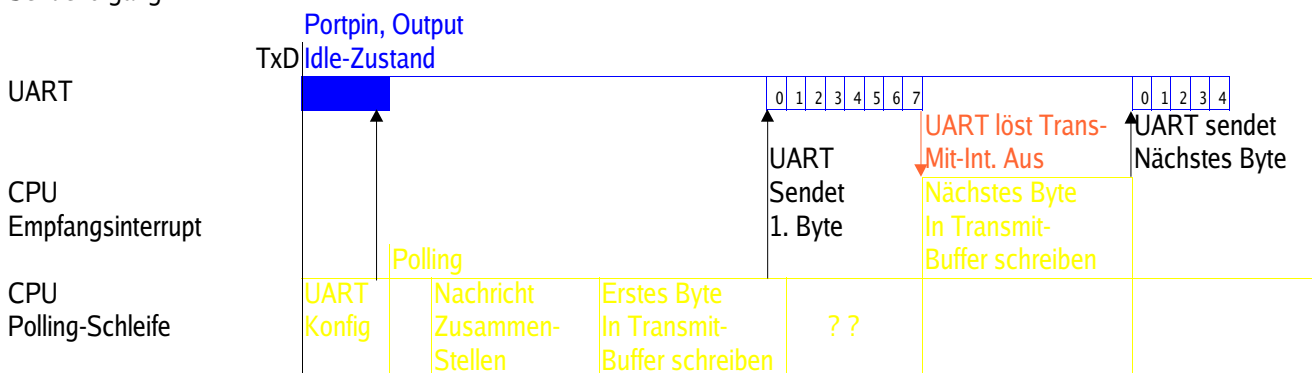 Portpin, Output
TxD Idle-Zustand
UART
0 1 2 3 4 5 6 7
0 1 2 3 4
UART löst Trans-
Mit-Int. Aus
UART sendet
Nächstes Byte
UART
Sendet
1. Byte
CPU
Empfangsinterrupt
Nächstes Byte
In Transmit-
Buffer schreiben
Polling
CPU
Polling-Schleife
UART
Konfig
Nachricht
Zusammen-
Stellen
Erstes Byte
In Transmit-
Buffer schreiben
? ?